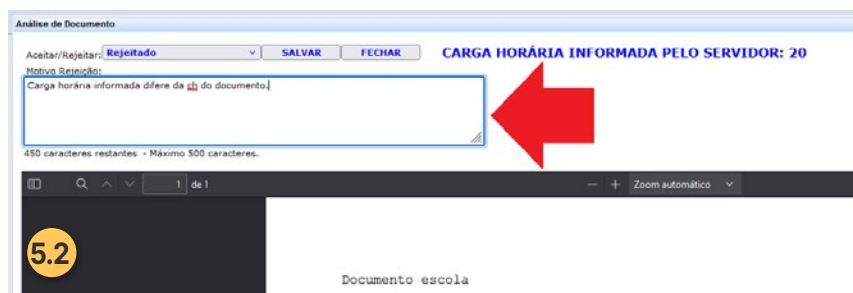 Análise de Documento
Aceitar/Rejeitar: Rejeitado SALVAR FECHAR CARGA HORÁRIA INFORMADA PELO SERVIDOR: 20
Motivo Rejeição:
Carga horária informada difere da ch do documento.
450 caracteres restantes - Máximo 500 caracteres.
1 de 1 Zoom automático
5.2
Documento escola